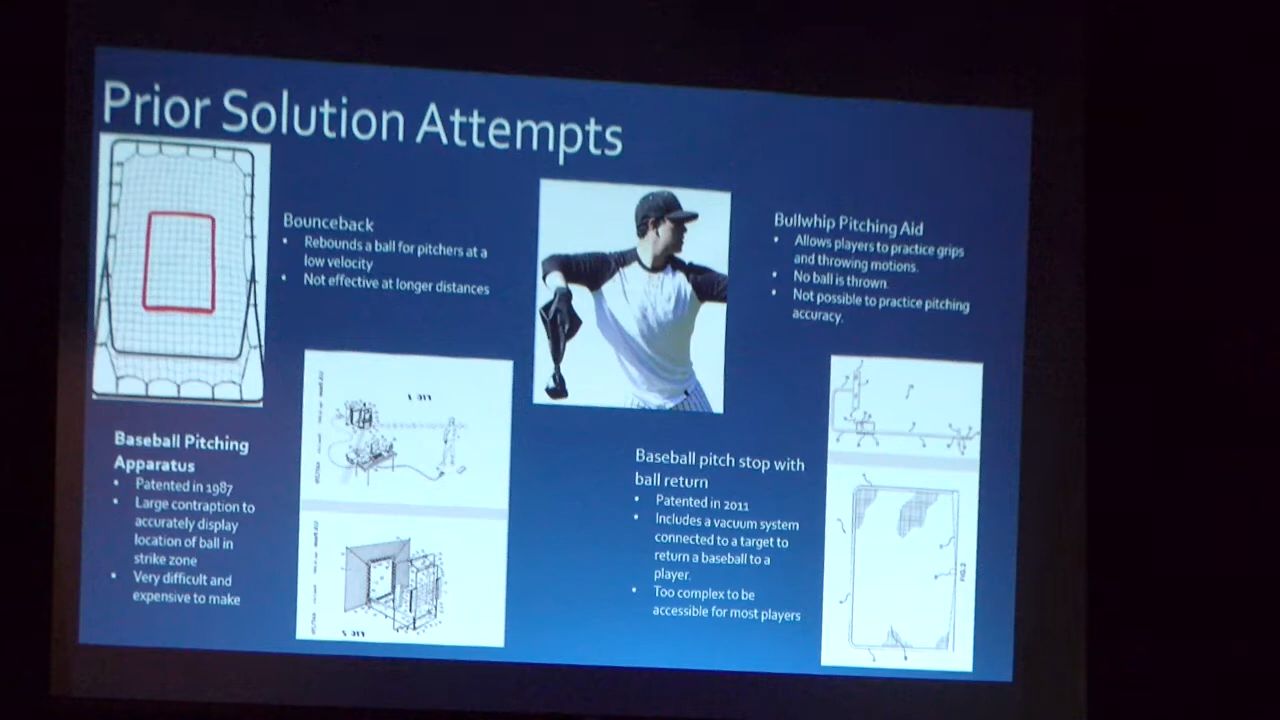 Prior Solution Attempts
Bounceback
• Rebounds a ball for pitchers at a
low velocity
• Not effective at longer distances
Bullwhip Pitching Aid
• Allows players to practice grips
and throwing motions.
• No ball is thrown.
• Not possible to practice pitching
accuracy.
Baseball Pitching
Apparatus
• Patented in 1987
• Large contraption to
accurately display
location of ball in
strike zone
• Very difficult and
expensive to make
Baseball pitch stop with
ball return
• Patented in 2011
• Includes a vacuum system
connected to a target to
return a baseball to a
player.
• Too complex to be
accessible for most players
FIG.2